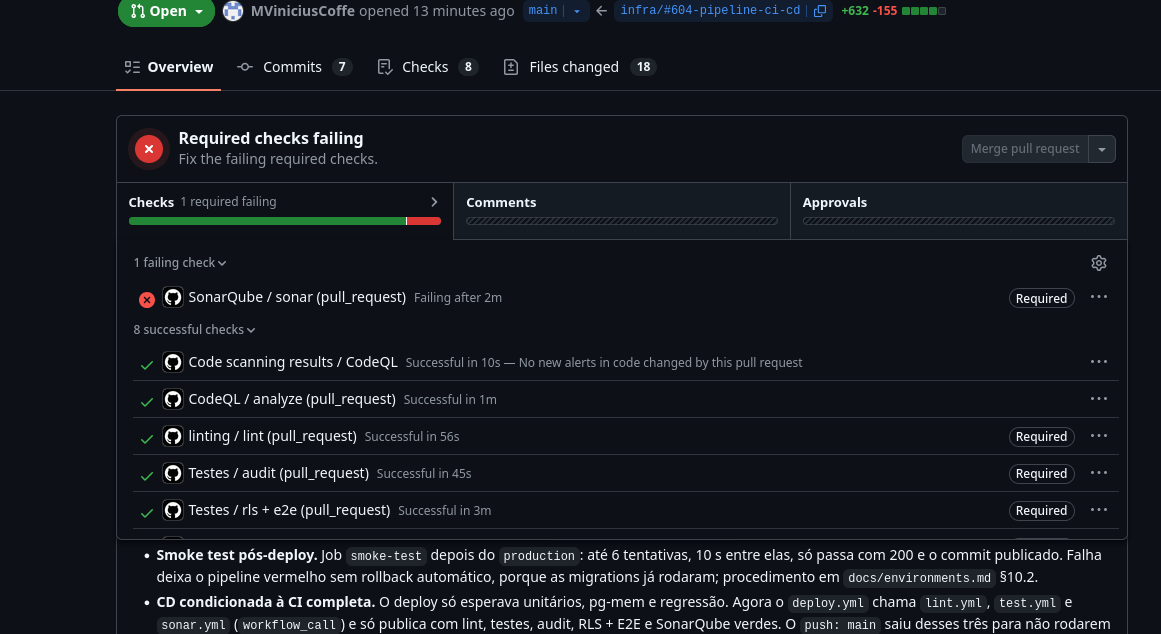 Open MViniciusCoffe opened 13 minutes ago main ← infra/#604-pipeline-ci-cd +632 -155
Overview Commits 7 Checks 8 Files changed 18
Required checks failing
Fix the failing required checks.
Merge pull request
Checks 1 required failing
Comments
Approvals
1 failing check
SonarQube / sonar (pull_request) Failing after 2m Required
8 successful checks
Code scanning results / CodeQL Successful in 10s — No new alerts in code changed by this pull request
CodeQL / analyze (pull_request) Successful in 1m
linting / lint (pull_request) Successful in 56s Required
Testes / audit (pull_request) Successful in 45s Required
Testes / rls + e2e (pull_request) Successful in 3m Required
• Smoke test pós-deploy. Job smoke-test depois do production: até 6 tentativas, 10 s entre elas, só passa com 200 e o commit publicado. Falha
deixa o pipeline vermelho sem rollback automático, porque as migrations já rodaram; procedimento em docs/environments.md §10.2.
• CD condicionada à CI completa. O deploy só esperava unitários, pg-mem e regressão. Agora o deploy.yml chama lint.yml, test.yml e
sonar.yml (workflow_call) e só publica com lint, testes, audit, RLS + E2E e SonarQube verdes. O push: main saiu desses três para não rodarem